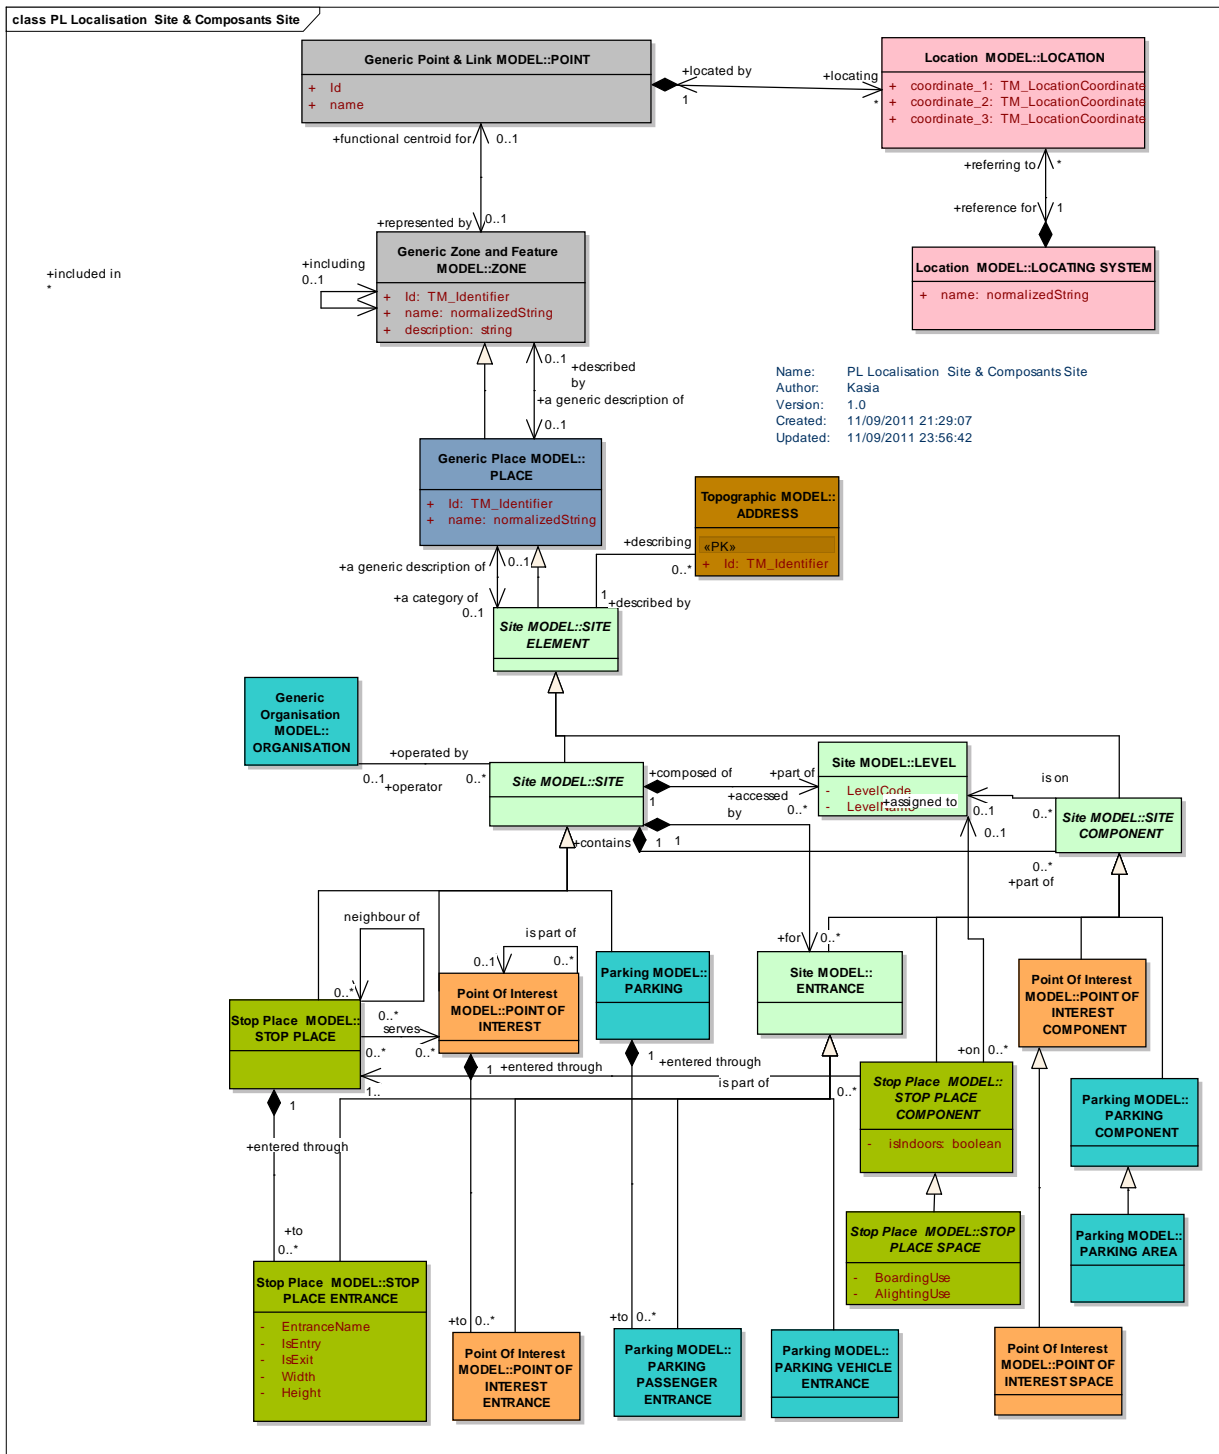 class PL Localisation Site & Composants Site
Generic Point & Link MODEL::POINT
+ Id
+ name
+located by
1
+locating
*
Location MODEL::LOCATION
+ coordinate_1: TM_LocationCoordinate
+ coordinate_2: TM_LocationCoordinate
+ coordinate_3: TM_LocationCoordinate
+functional centroid for
0..1
+referring to
*
+reference for
1
+represented by
0..1
Generic Zone and Feature
MODEL::ZONE
+ Id: TM_Identifier
+ name: normalizedString
+ description: string
+including
0..1
+included in
*
Location MODEL::LOCATING SYSTEM
+ name: normalizedString
0..1
+described
by
+a generic description of
0..1
Name: PL Localisation Site & Composants Site
Author: Kasia
Version: 1.0
Created: 11/09/2011 21:29:07
Updated: 11/09/2011 23:56:42
Generic Place MODEL::
PLACE
+ Id: TM_Identifier
+ name: normalizedString
Topographic MODEL::
ADDRESS
«PK»
+ Id: TM_Identifier
+describing
0..*
0..1
+a generic description of
+a category of
0..1
1
+described by
Site MODEL::SITE
ELEMENT
Generic
Organisation
MODEL::
ORGANISATION
+operated by
0..1
+operator
0..*
Site MODEL::SITE
+composed of
1
+part of
0..*
+accessed
by
Site MODEL::LEVEL
- LevelCode
- LevelName
+assigned to
0..1
0..1
is on
0..*
Site MODEL::SITE
COMPONENT
+contains
1
1
0..*
+part of
neighbour of
0..*
is part of
0..1
0..*
+for
0..*
Stop Place MODEL::
STOP PLACE
0..*
serves
0..*
0..*
Point Of Interest
MODEL::POINT OF
INTEREST
Parking MODEL::
PARKING
Site MODEL::
ENTRANCE
Point Of Interest
MODEL::POINT OF
INTEREST
COMPONENT
1
+entered through
1
+entered through
+on
0..*
is part of
1..
0..*
Stop Place MODEL::
STOP PLACE
COMPONENT
- isIndoors: boolean
Parking MODEL::
PARKING
COMPONENT
1
+entered through
Stop Place MODEL::STOP
PLACE SPACE
- BoardingUse
- AlightingUse
Parking MODEL::
PARKING AREA
+to
0..*
Stop Place MODEL::STOP
PLACE ENTRANCE
- EntranceName
- IsEntry
- IsExit
- Width
- Height
+to
0..*
Point Of Interest
MODEL::POINT OF
INTEREST
ENTRANCE
+to
0..*
Parking MODEL::
PARKING
PASSENGER
ENTRANCE
Parking MODEL::
PARKING VEHICLE
ENTRANCE
Point Of Interest
MODEL::POINT OF
INTEREST SPACE